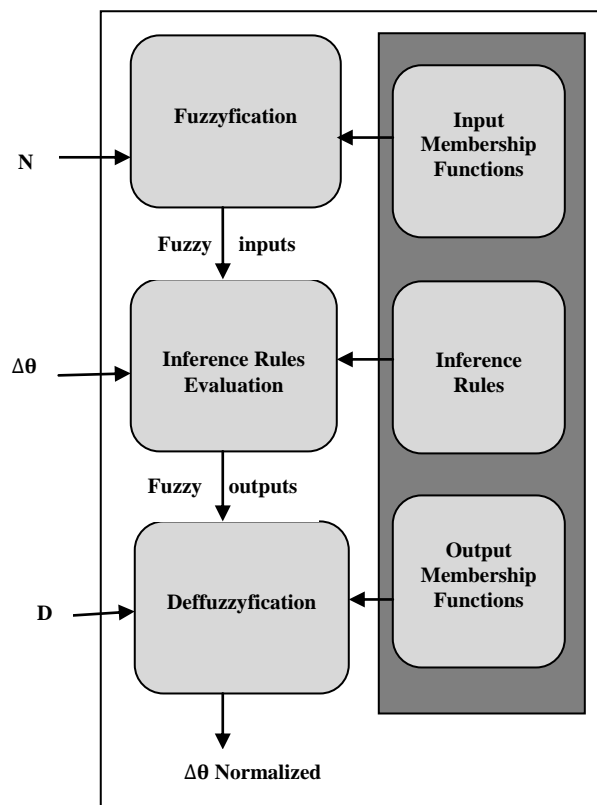 Fuzzyfication
Input
Membership
Functions
N
Fuzzy inputs
Inference Rules
Evaluation
Inference
Rules
Δθ
Fuzzy outputs
Deffuzzyfication
Output
Membership
Functions
D
Δθ Normalized